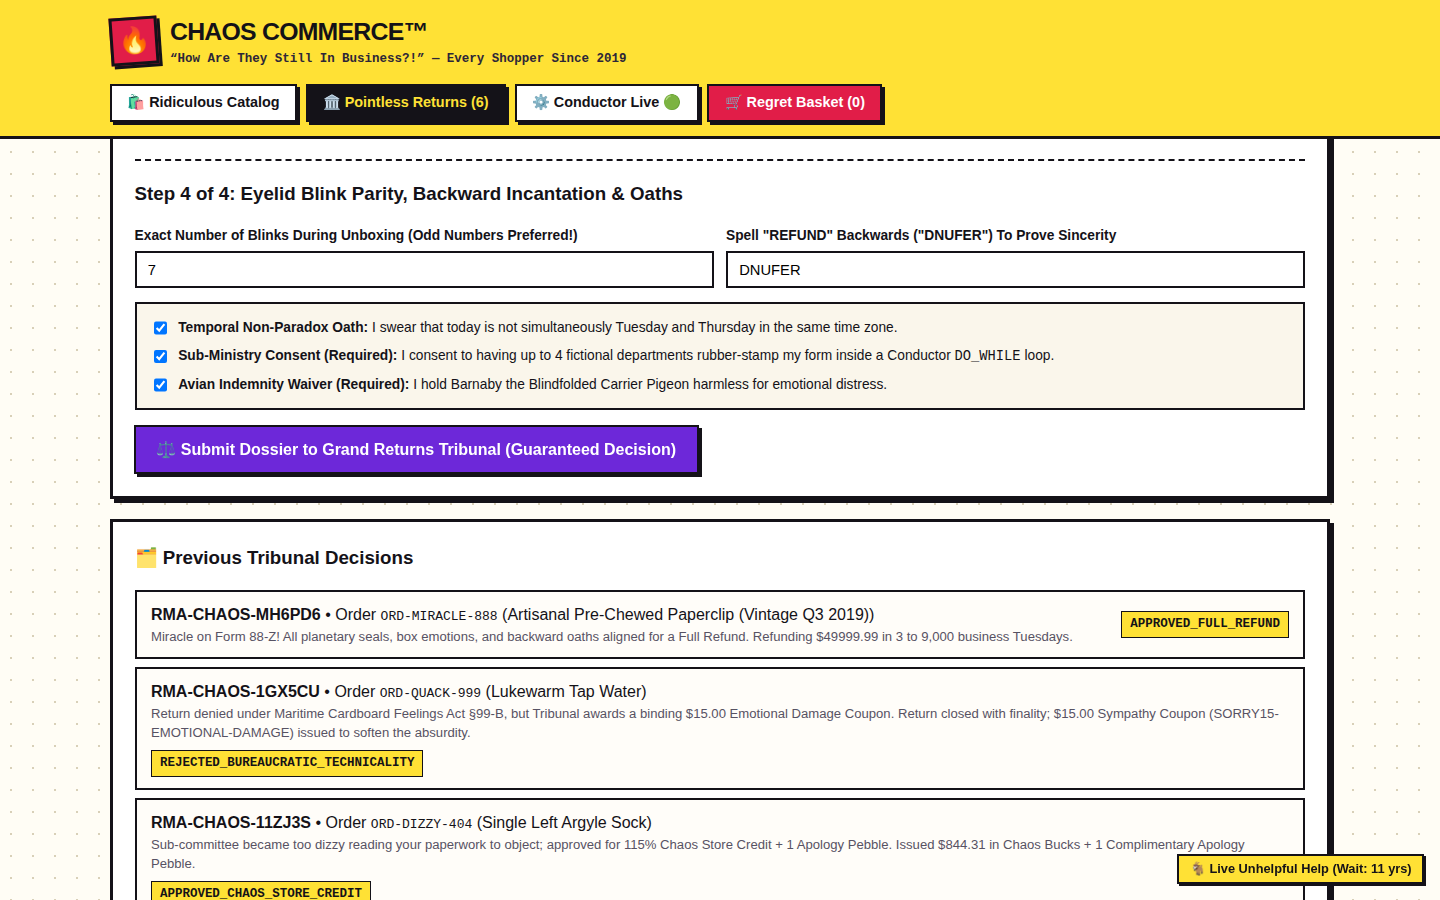 CHAOS COMMERCE™
“How Are They Still In Business?!” — Every Shopper Since 2019
🛍️ Ridiculous Catalog
🏛️ Pointless Returns (6)
⚙️ Conductor Live 🟢
🛒 Regret Basket (0)
Step 4 of 4: Eyelid Blink Parity, Backward Incantation & Oaths
Exact Number of Blinks During Unboxing (Odd Numbers Preferred!)
Spell "REFUND" Backwards ("DNUFER") To Prove Sincerity
7
DNUFER
Temporal Non-Paradox Oath: I swear that today is not simultaneously Tuesday and Thursday in the same time zone.
Sub-Ministry Consent (Required): I consent to having up to 4 fictional departments rubber-stamp my form inside a Conductor DO_WHILE loop.
Avian Indemnity Waiver (Required): I hold Barnaby the Blindfolded Carrier Pigeon harmless for emotional distress.
⚖️ Submit Dossier to Grand Returns Tribunal (Guaranteed Decision)
🗂️ Previous Tribunal Decisions
RMA-CHAOS-MH6PD6 • Order ORD-MIRACLE-888 (Artisanal Pre-Chewed Paperclip (Vintage Q3 2019))
Miracle on Form 88-Z! All planetary seals, box emotions, and backward oaths aligned for a Full Refund. Refunding $49999.99 in 3 to 9,000 business Tuesdays.
APPROVED_FULL_REFUND
RMA-CHAOS-1GX5CU • Order ORD-QUACK-999 (Lukewarm Tap Water)
Return denied under Maritime Cardboard Feelings Act §99-B, but Tribunal awards a binding $15.00 Emotional Damage Coupon. Return closed with finality; $15.00 Sympathy Coupon (SORRY15-
EMOTIONAL-DAMAGE) issued to soften the absurdity.
REJECTED_BUREAUCRATIC_TECHNICALITY
RMA-CHAOS-11ZJ3S • Order ORD-DIZZY-404 (Single Left Argyle Sock)
Sub-committee became too dizzy reading your paperwork to object; approved for 115% Chaos Store Credit + 1 Apology Pebble. Issued $844.31 in Chaos Bucks + 1 Complimentary Apology
Pebble.
APPROVED_CHAOS_STORE_CREDIT
🐐 Live Unhelpful Help (Wait: 11 yrs)